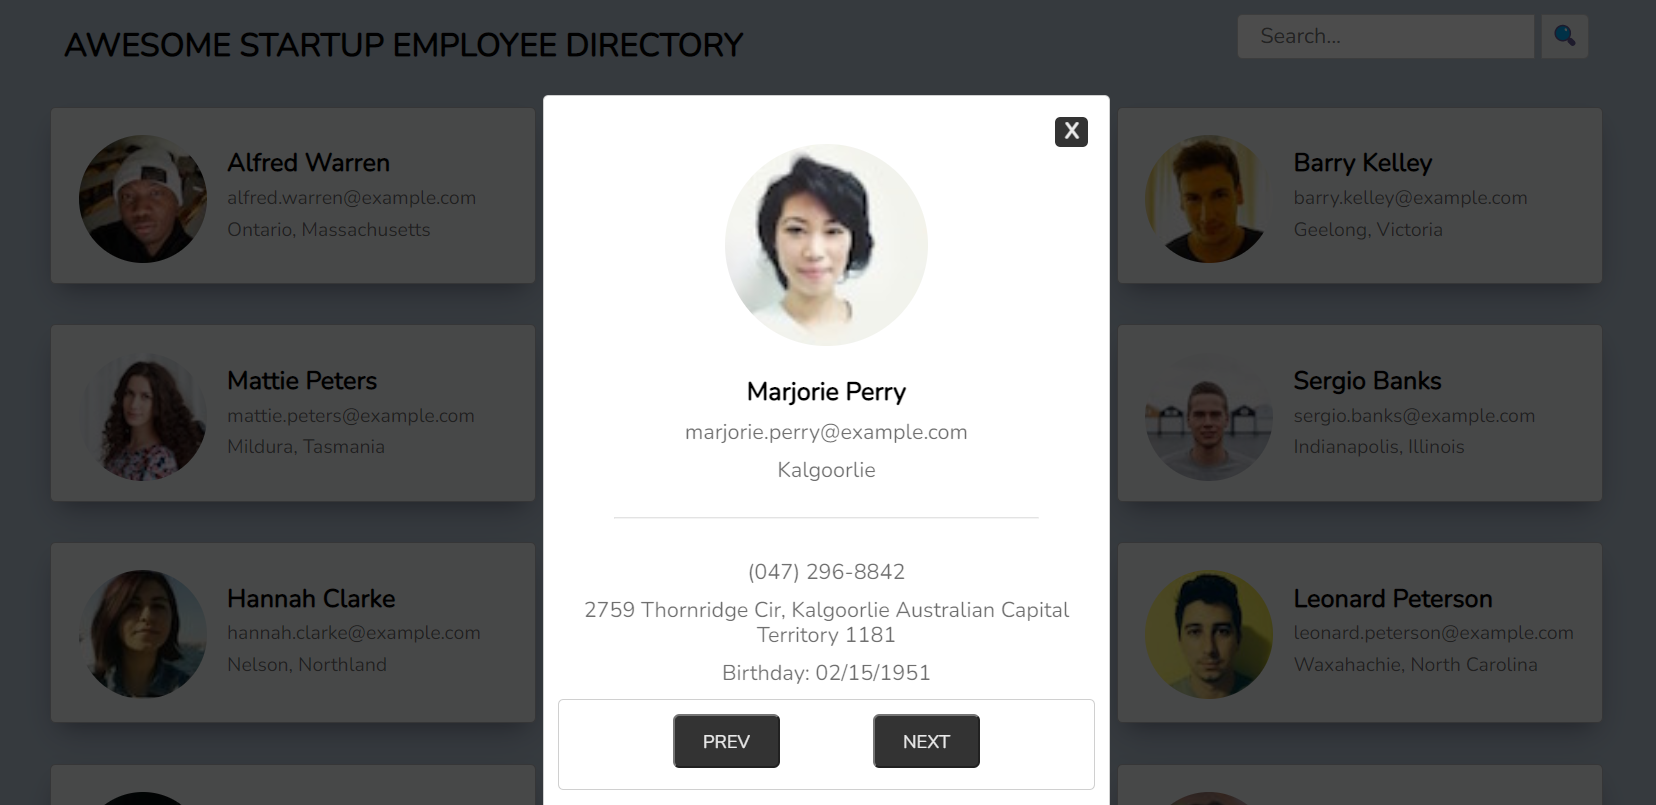 AWESOME STARTUP EMPLOYEE DIRECTORY
Search...
X
Alfred Warren
alfred.warren@example.com
Ontario, Massachusetts
Barry Kelley
barry.kelley@example.com
Geelong, Victoria
Mattie Peters
mattie.peters@example.com
Mildura, Tasmania
Marjorie Perry
marjorie.perry@example.com
Kalgoorlie
Sergio Banks
sergio.banks@example.com
Indianapolis, Illinois
(047) 296-8842
2759 Thornridge Cir, Kalgoorlie Australian Capital
Territory 1181
Birthday: 02/15/1951
Hannah Clarke
hannah.clarke@example.com
Nelson, Northland
Leonard Peterson
leonard.peterson@example.com
Waxahachie, North Carolina
PREV
NEXT